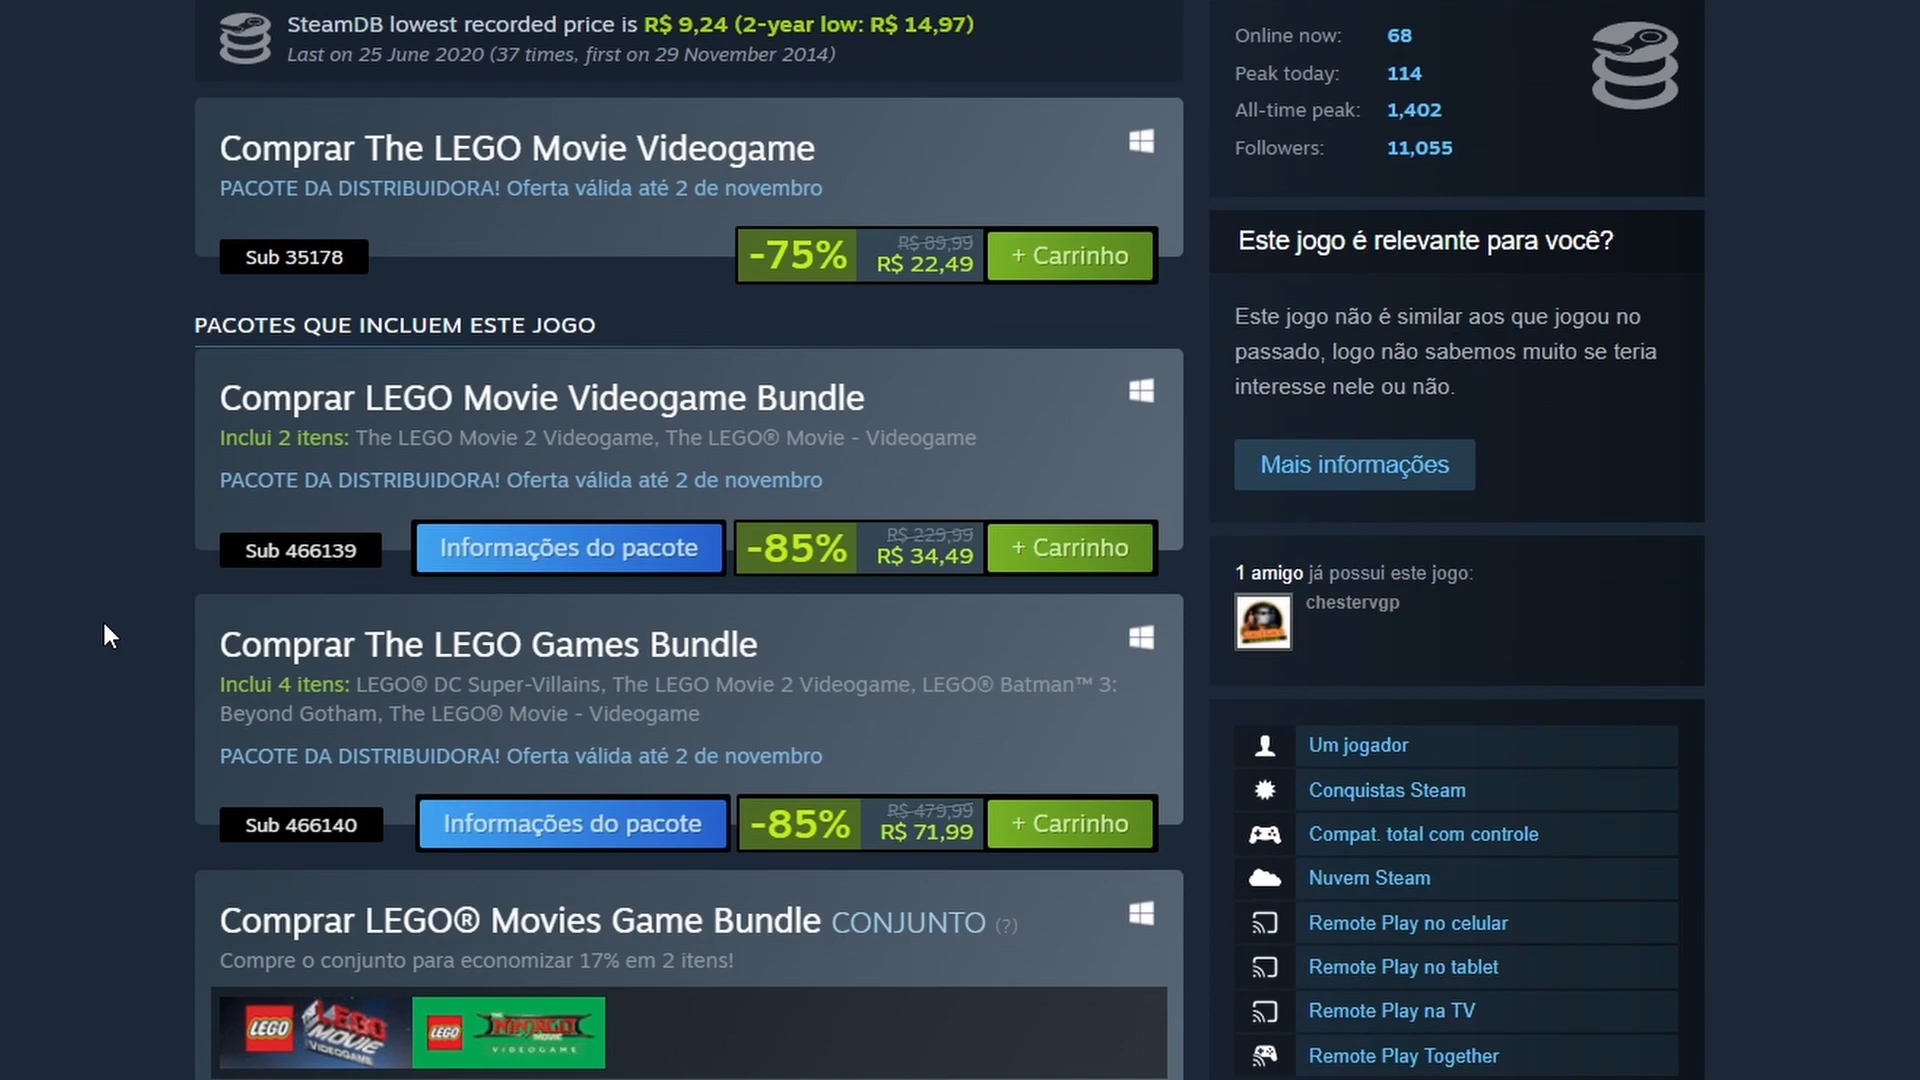 SteamDB lowest recorded price is R$ 9,24 (2-year low: R$ 14,97)
Last on 25 June 2020 (37 times, first on 29 November 2014)
Comprar The LEGO Movie Videogame
PACOTE DA DISTRIBUIDORA! Oferta válida até 2 de novembro
Sub 35178
-75%
R$ 89,99
R$ 22,49
+ Carrinho
PACOTES QUE INCLUEM ESTE JOGO
Comprar LEGO Movie Videogame Bundle
Inclui 2 itens: The LEGO Movie 2 Videogame, The LEGO® Movie - Videogame
PACOTE DA DISTRIBUIDORA! Oferta válida até 2 de novembro
Sub 466139
Informações do pacote
-85%
R$ 229,99
R$ 34,49
+ Carrinho
Comprar The LEGO Games Bundle
Inclui 4 itens: LEGO® DC Super-Villains, The LEGO Movie 2 Videogame, LEGO® Batman™ 3:
Beyond Gotham, The LEGO® Movie - Videogame
PACOTE DA DISTRIBUIDORA! Oferta válida até 2 de novembro
Sub 466140
Informações do pacote
-85%
R$ 479,99
R$ 71,99
+ Carrinho
Comprar LEGO® Movies Game Bundle CONJUNTO (?)
Compre o conjunto para economizar 17% em 2 itens!
LEGO
THE LEGO MOVIE
VIDEOGAME
LEGO
THE NINJAGO MOVIE
VIDEOGAME
Online now: 68
Peak today: 114
All-time peak: 1,402
Followers: 11,055
Este jogo é relevante para você?
Este jogo não é similar aos que jogou no
passado, logo não sabemos muito se teria
interesse nele ou não.
Mais informações
1 amigo já possui este jogo:
chestervgp
Um jogador
Conquistas Steam
Compat. total com controle
Nuvem Steam
Remote Play no celular
Remote Play no tablet
Remote Play na TV
Remote Play Together